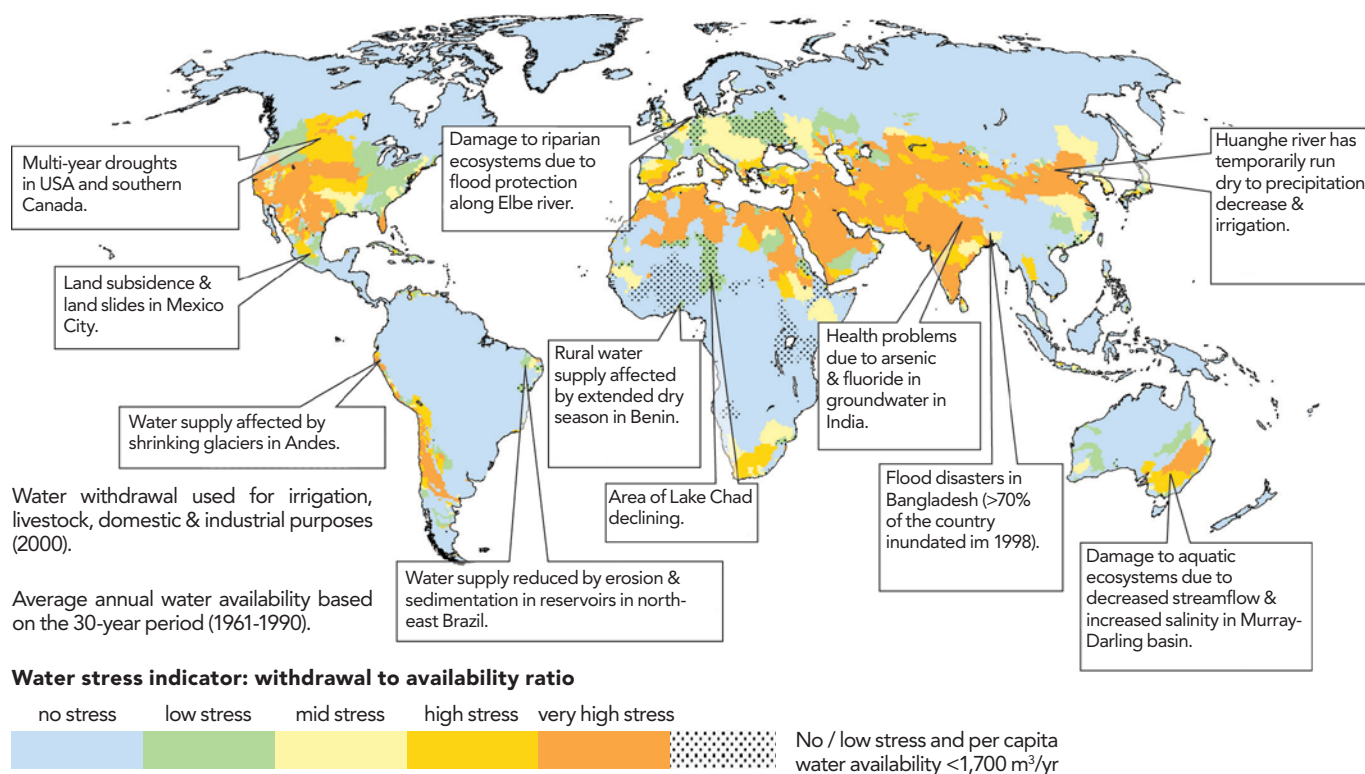 Multi-year droughts
in USA and southern
Canada.
Damage to riparian
ecosystems due to
flood protection
along Elbe river.
Huanghe river has
temporarily run
dry to precipitation
decrease &
irrigation.
Land subsidence &
land slides in Mexico
City.
Water supply affected by
shrinking glaciers in Andes.
Rural water
supply affected
by extended dry
season in Benin.
Health problems
due to arsenic
& fluoride in
groundwater in
India.
Area of Lake Chad
declining.
Flood disasters in
Bangladesh (>70%
of the country
inundated im 1998).
Water supply reduced by erosion &
sedimentation in reservoirs in north-
east Brazil.
Damage to aquatic
ecosystems due to
decreased streamflow &
increased salinity in Murray-
Darling basin.
Water withdrawal used for irrigation,
livestock, domestic & industrial purposes
(2000).
Average annual water availability based
on the 30-year period (1961-1990).
Water stress indicator: withdrawal to availability ratio
no stress low stress mid stress high stress very high stress
No / low stress and per capita
water availability <1,700 m³/yr